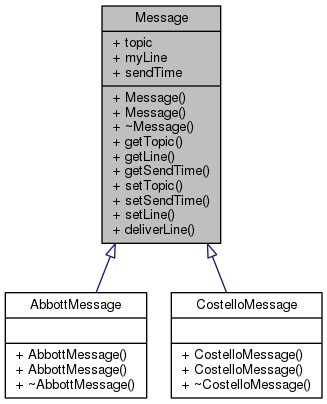 Message
+ topic
+ myLine
+ sendTime
+ Message()
+ Message()
+ ~Message()
+ getTopic()
+ getLine()
+ getSendTime()
+ setTopic()
+ setSendTime()
+ setLine()
+ deliverLine()
AbbottMessage
+ AbbottMessage()
+ AbbottMessage()
+ ~AbbottMessage()
CostelloMessage
+ CostelloMessage()
+ CostelloMessage()
+ ~CostelloMessage()